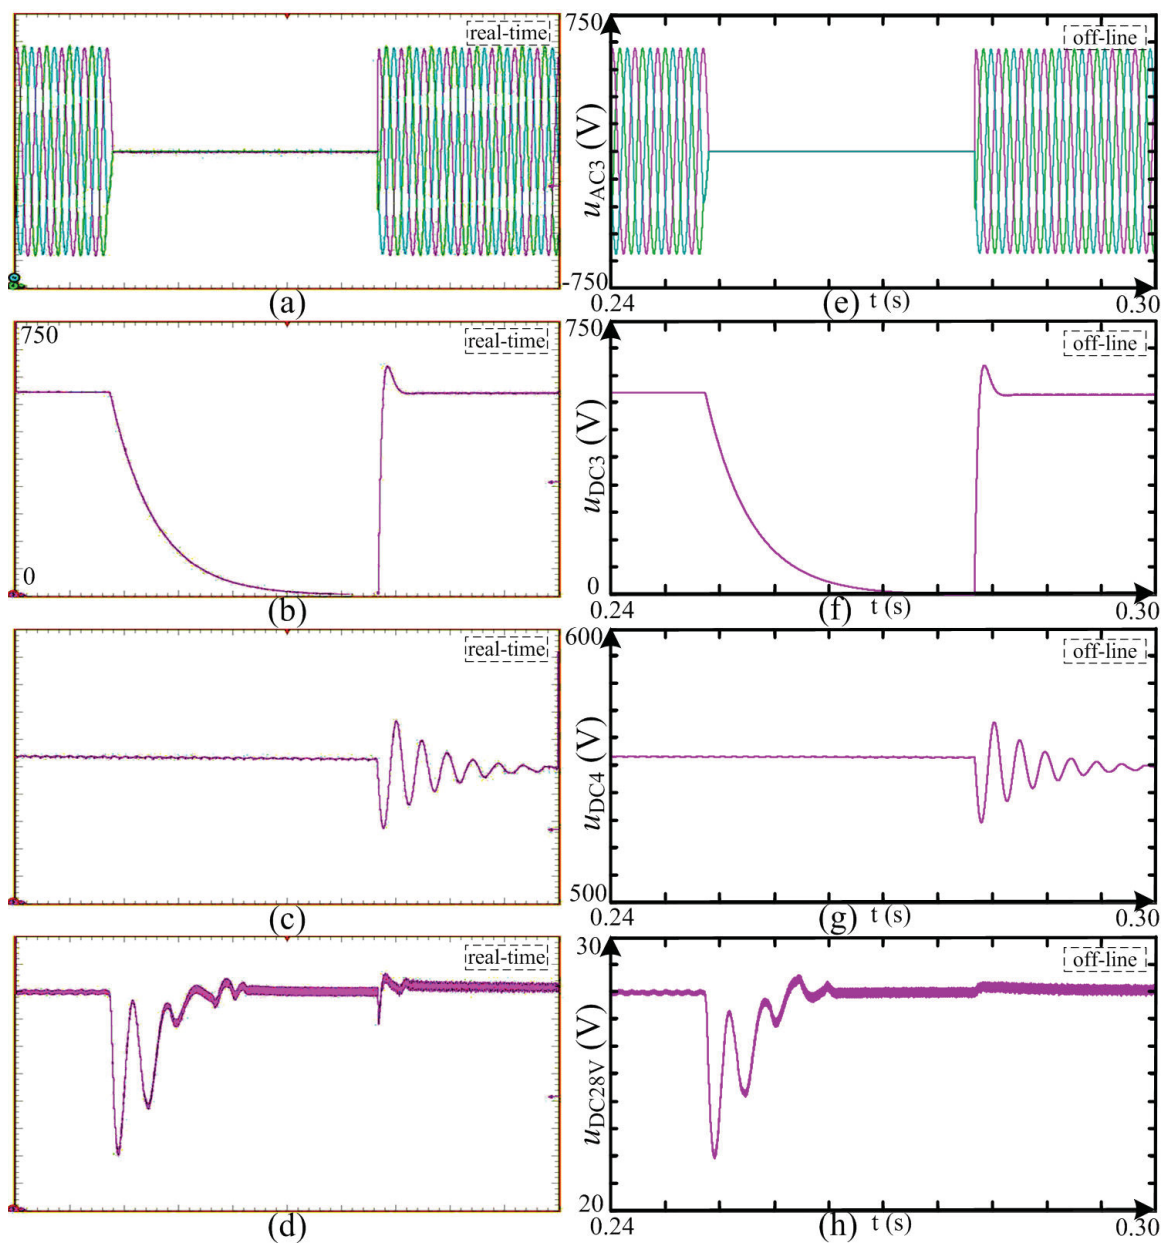 real-time
(a)
750
off-line
u_AC3 (V)
-750
0.24
(e)
t (s)
0.30
750
real-time
0
(b)
750
off-line
u_DC3 (V)
0
0.24
(f)
t (s)
0.30
real-time
(c)
600
off-line
u_DC4 (V)
500
0.24
(g)
t (s)
0.30
real-time
(d)
30
off-line
u_DC28V (V)
20
0.24
(h)
t (s)
0.30